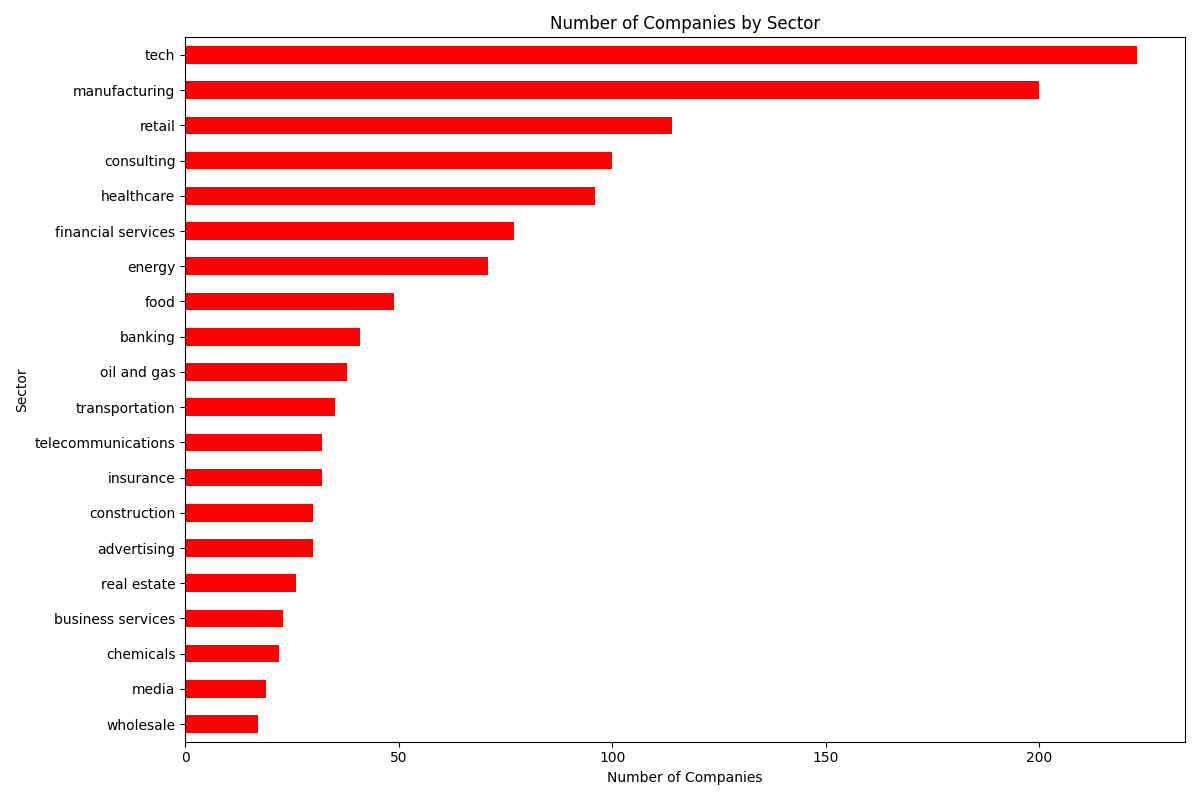 Number of Companies by Sector
tech
manufacturing
retail
consulting
healthcare
financial services
energy
food
banking
oil and gas
transportation
telecommunications
insurance
construction
advertising
real estate
business services
chemicals
media
wholesale
Sector
0 50 100 150 200
Number of Companies